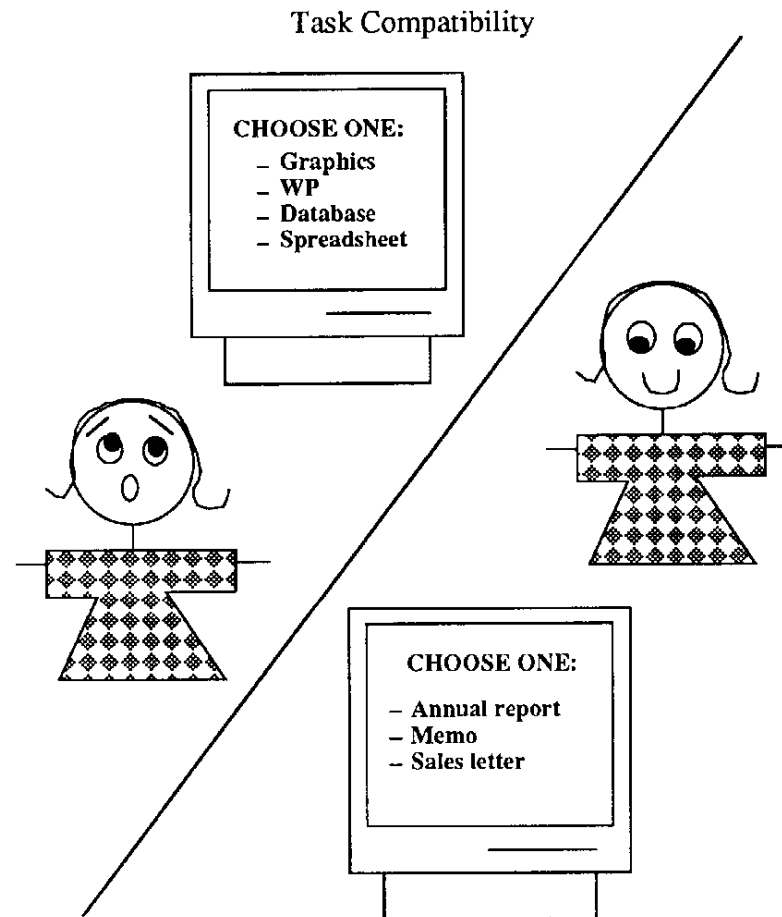 Task Compatibility
CHOOSE ONE:
– Graphics
– WP
– Database
– Spreadsheet
CHOOSE ONE:
– Annual report
– Memo
– Sales letter